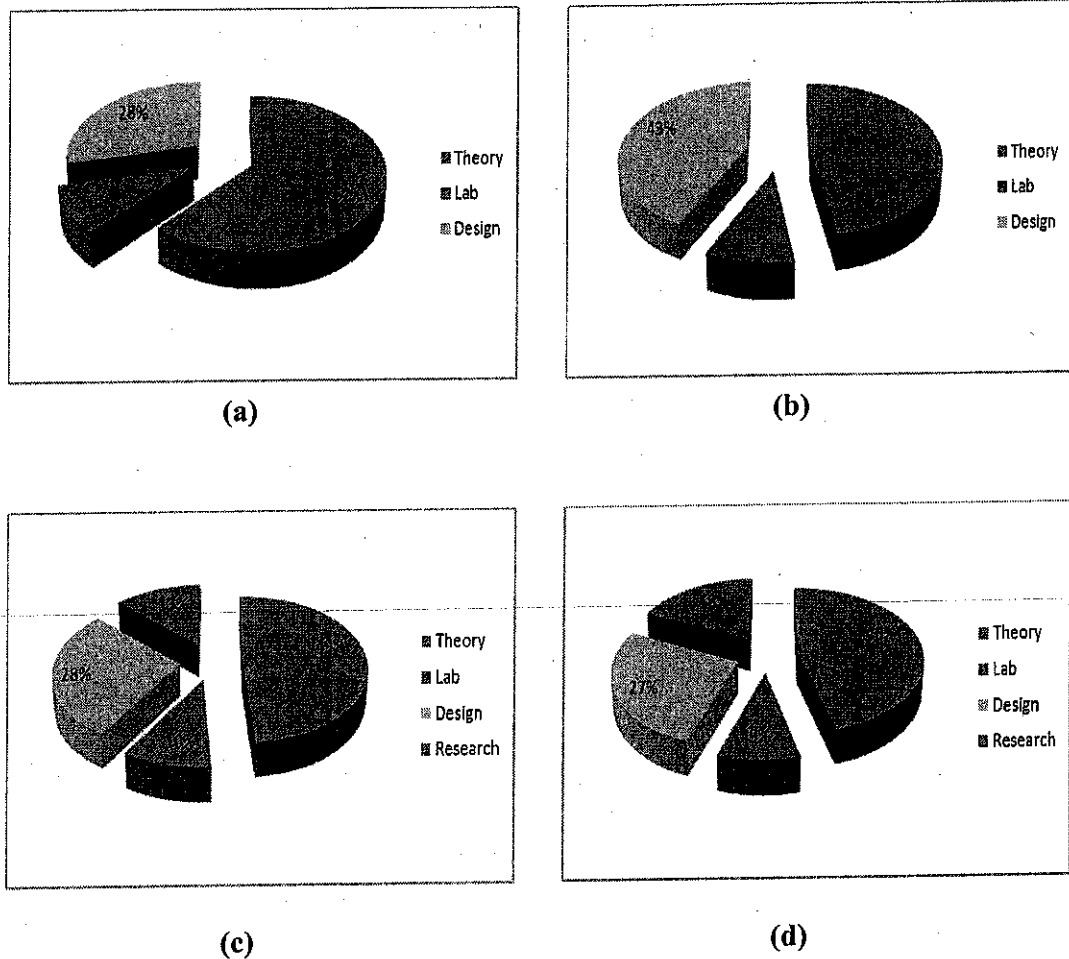 28%
Theory
Lab
Design
(a)
43%
Theory
Lab
Design
(b)
28%
Theory
Lab
Design
Research
(c)
27%
Theory
Lab
Design
Research
(d)